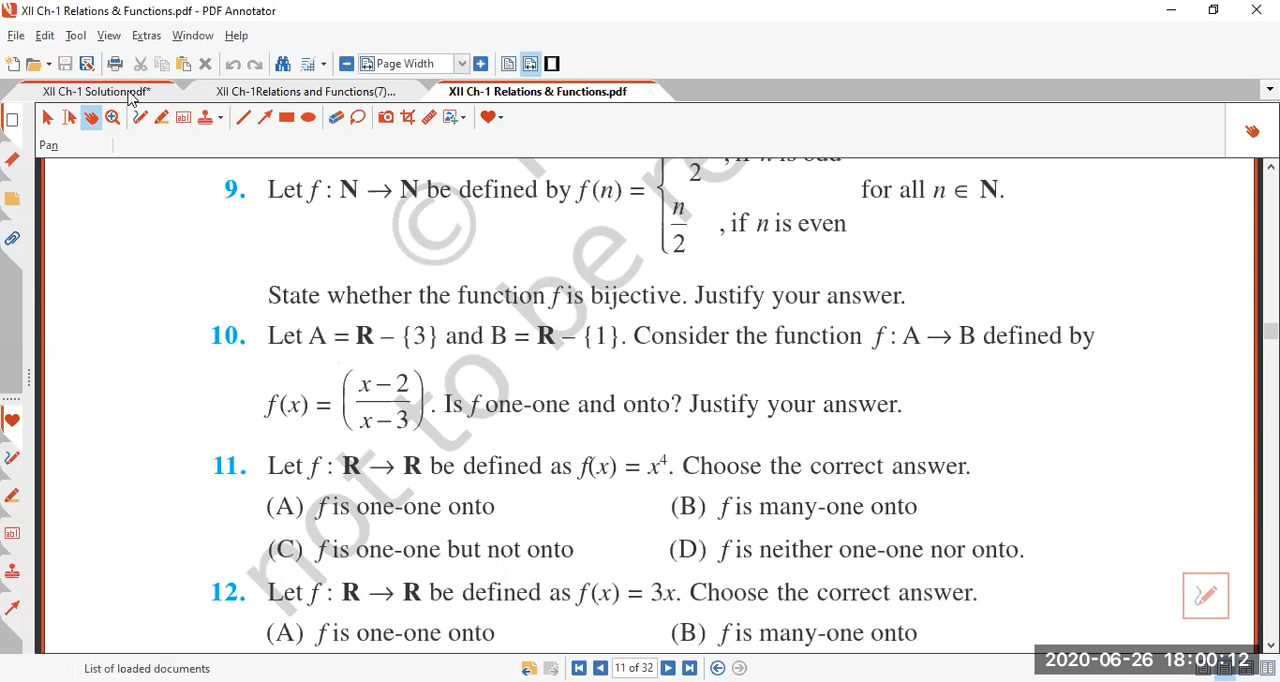 XII Ch-1 Relations & Functions.pdf - PDF Annotator
File Edit Tool View Extras Window Help
Page Width
XII Ch-1 Solution.pdf* XII Ch-1Relations and Functions(7)... XII Ch-1 Relations & Functions.pdf
Pan
2 , if n is odd
9. Let f : N → N be defined by f (n) = for all n ∈ N.
n
2 , if n is even
State whether the function f is bijective. Justify your answer.
10. Let A = R – {3} and B = R – {1}. Consider the function f : A → B defined by
f (x) = (x − 2 / x − 3). Is f one-one and onto? Justify your answer.
11. Let f : R → R be defined as f(x) = x⁴. Choose the correct answer.
(A) f is one-one onto (B) f is many-one onto
(C) f is one-one but not onto (D) f is neither one-one nor onto.
12. Let f : R → R be defined as f (x) = 3x. Choose the correct answer.
(A) f is one-one onto (B) f is many-one onto
© not to be re
List of loaded documents 11 of 32
2020-06-26 18:00:12